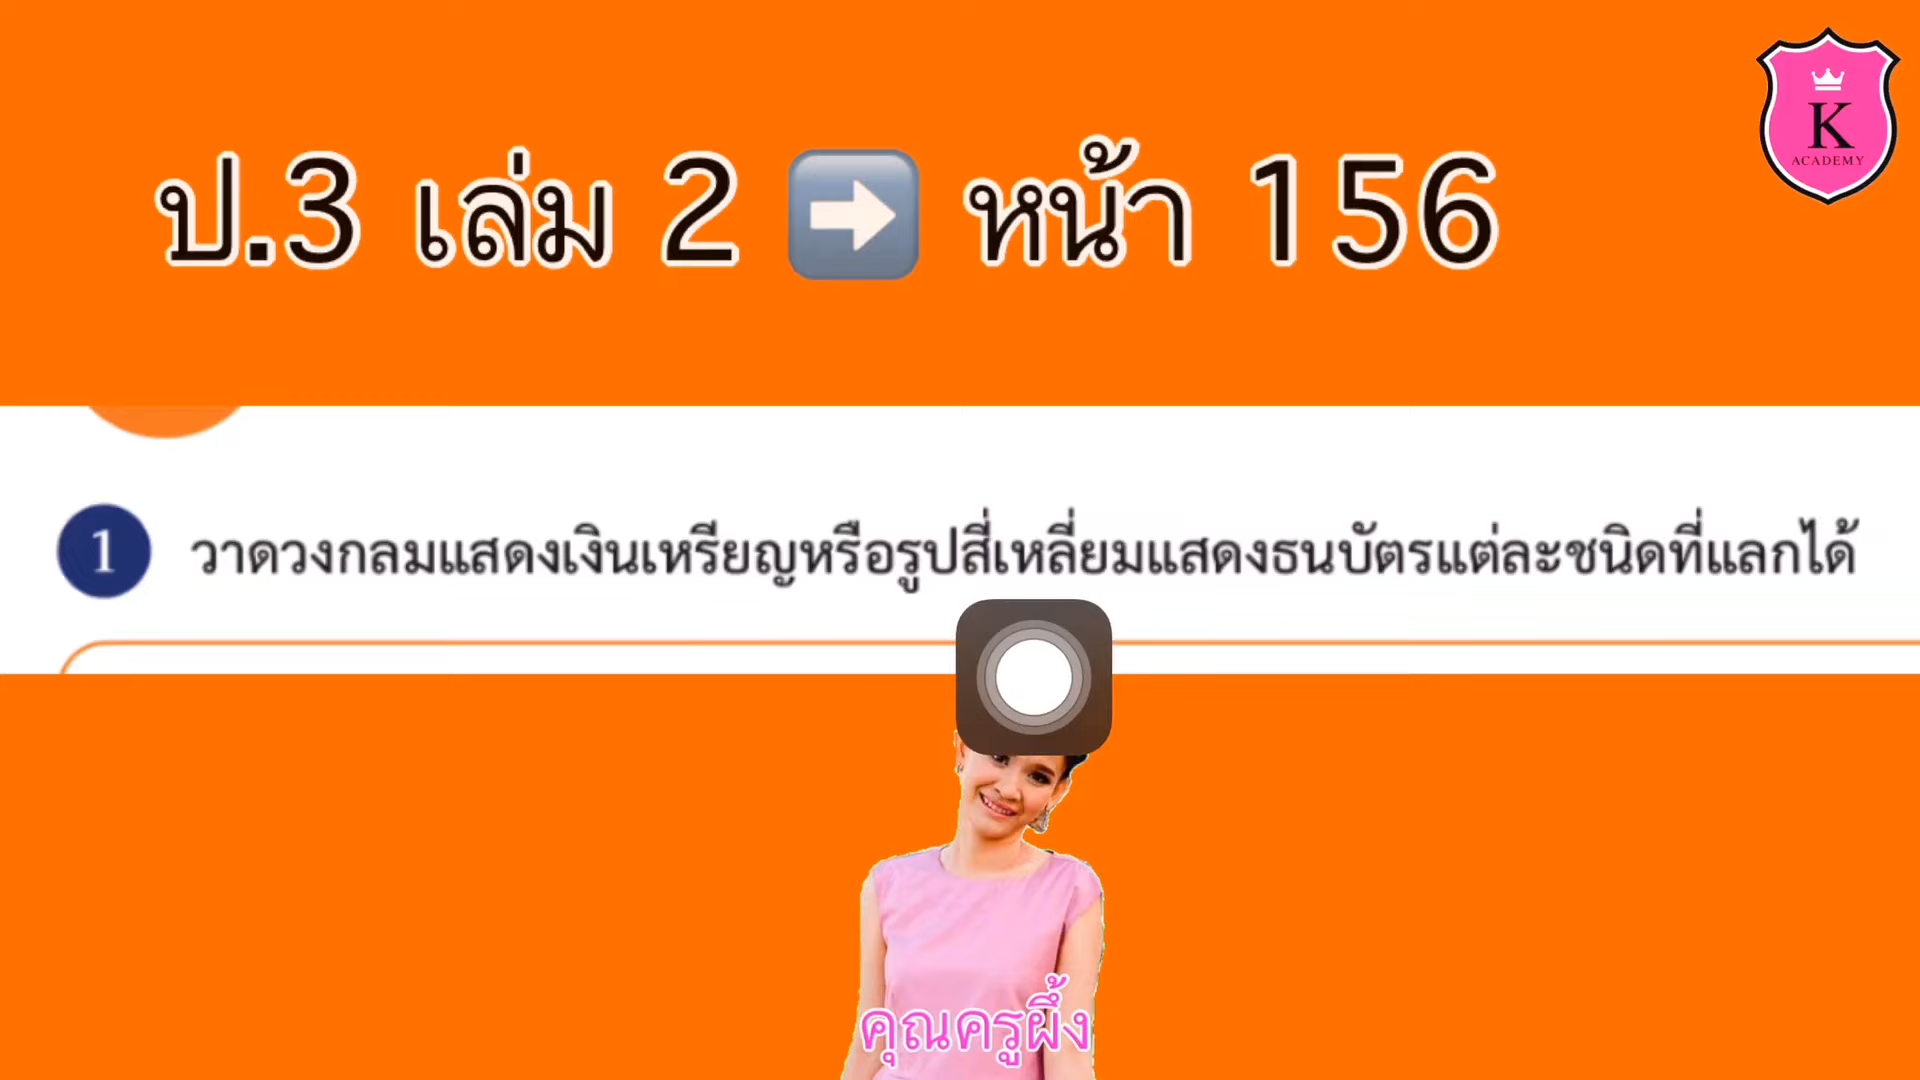 K
ACADEMY
ป.3 เล่ม 2 ➡ หน้า 156
1 วาดวงกลมแสดงเงินเหรียญหรือรูปสี่เหลี่ยมแสดงธนบัตรแต่ละชนิดที่แลกได้
คุณครูผึ้ง